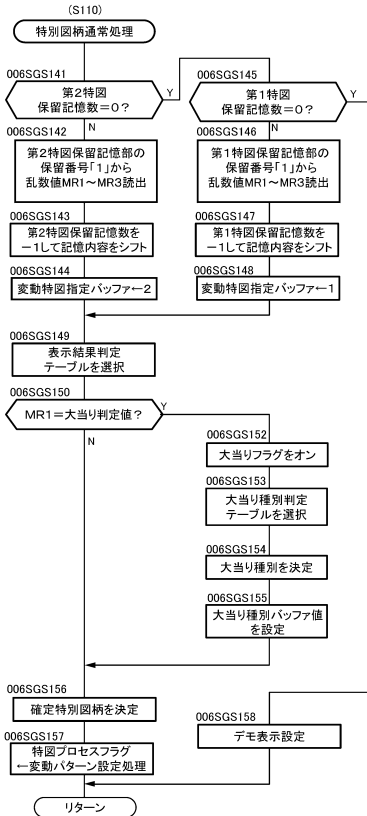 (S110)
特別図柄通常処理
006SGS141
第2特図
保留記憶数=0?
Y
N
006SGS142
第2特図保留記憶部の
保留番号「1」から
乱数値MR1~MR3読出
006SGS143
第2特図保留記憶数を
-1して記憶内容をシフト
006SGS144
変動特図指定バッファ←2
006SGS145
第1特図
保留記憶数=0?
Y
N
006SGS146
第1特図保留記憶部の
保留番号「1」から
乱数値MR1~MR3読出
006SGS147
第1特図保留記憶数を
-1して記憶内容をシフト
006SGS148
変動特図指定バッファ←1
006SGS149
表示結果判定
テーブルを選択
006SGS150
MR1=大当り判定値?
Y
N
006SGS152
大当りフラグをオン
006SGS153
大当り種別判定
テーブルを選択
006SGS154
大当り種別を決定
006SGS155
大当り種別バッファ値
を設定
006SGS156
確定特別図柄を決定
006SGS157
特図プロセスフラグ
←変動パターン設定処理
006SGS158
デモ表示設定
リターン